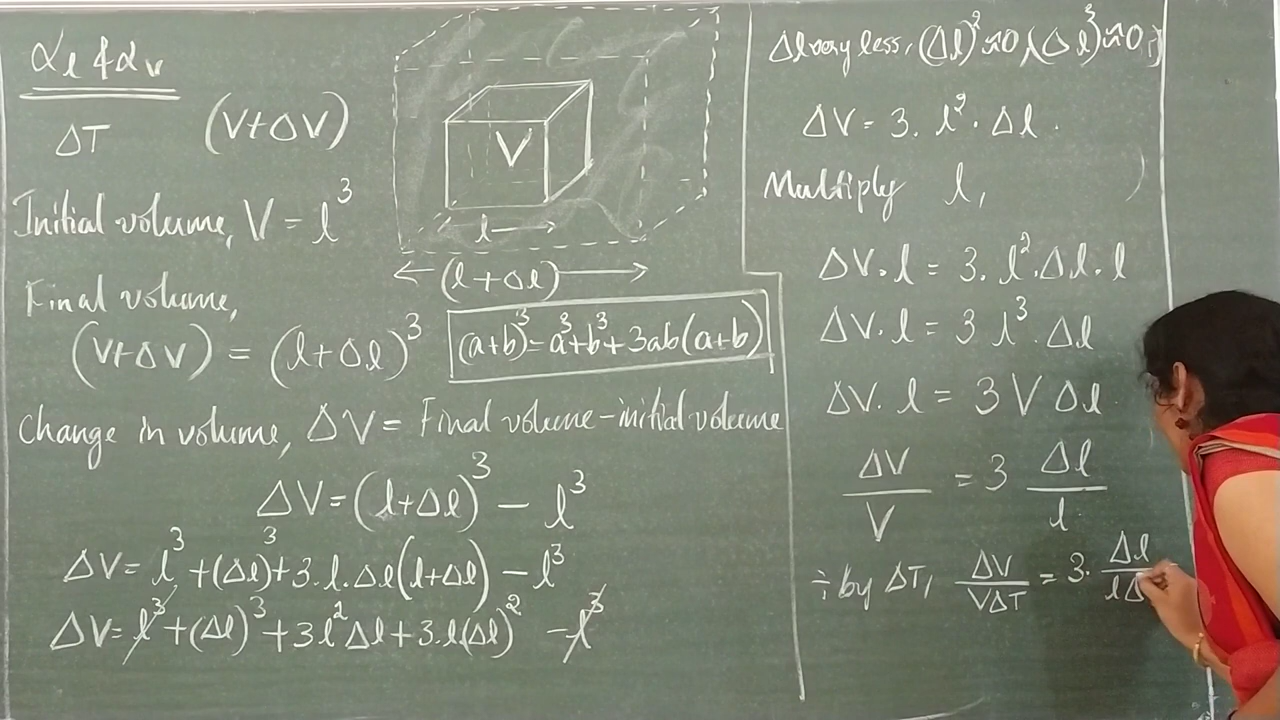 αl & αv
ΔT (V+ΔV)
V
l
(l+Δl)
Initial volume, V = l³
Final volume,
(V+ΔV) = (l+Δl)³
(a+b)³=a³+b³+3ab(a+b)
Change in volume, ΔV = Final volume-initial volume
ΔV=(l+Δl)³ - l³
ΔV= l³+(Δl)³+3.l.Δl(l+Δl) - l³
ΔV= l³+(Δl)³+3l²Δl+3.l(Δl)² -l³
Δl very less, (Δl)²≈0, (Δl)³≈0,
ΔV= 3. l². Δl.
Multiply l,
ΔV.l = 3. l².Δl.l
ΔV.l = 3 l³. Δl
ΔV. l = 3 V Δl.
ΔV/V = 3 Δl/l
÷ by ΔT, ΔV/VΔT = 3. Δl/lΔ